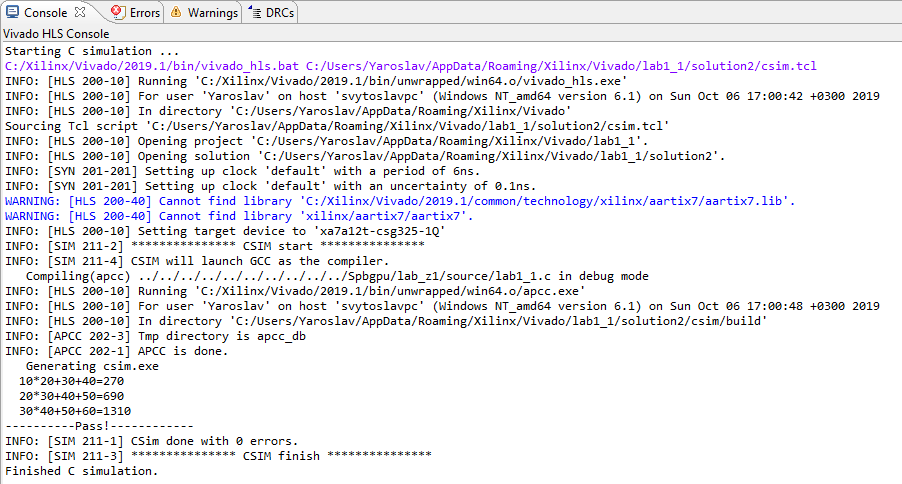 Console Errors Warnings DRCs
Vivado HLS Console
Starting C simulation ...
C:/Xilinx/Vivado/2019.1/bin/vivado_hls.bat C:/Users/Yaroslav/AppData/Roaming/Xilinx/Vivado/lab1_1/solution2/csim.tcl
INFO: [HLS 200-10] Running 'C:/Xilinx/Vivado/2019.1/bin/unwrapped/win64.o/vivado_hls.exe'
INFO: [HLS 200-10] For user 'Yaroslav' on host 'svytoslavpc' (Windows NT_amd64 version 6.1) on Sun Oct 06 17:00:42 +0300 2019
INFO: [HLS 200-10] In directory 'C:/Users/Yaroslav/AppData/Roaming/Xilinx/Vivado'
Sourcing Tcl script 'C:/Users/Yaroslav/AppData/Roaming/Xilinx/Vivado/lab1_1/solution2/csim.tcl'
INFO: [HLS 200-10] Opening project 'C:/Users/Yaroslav/AppData/Roaming/Xilinx/Vivado/lab1_1'.
INFO: [HLS 200-10] Opening solution 'C:/Users/Yaroslav/AppData/Roaming/Xilinx/Vivado/lab1_1/solution2'.
INFO: [SYN 201-201] Setting up clock 'default' with a period of 6ns.
INFO: [SYN 201-201] Setting up clock 'default' with an uncertainty of 0.1ns.
WARNING: [HLS 200-40] Cannot find library 'C:/Xilinx/Vivado/2019.1/common/technology/xilinx/aartix7/aartix7.lib'.
WARNING: [HLS 200-40] Cannot find library 'xilinx/aartix7/aartix7'.
INFO: [HLS 200-10] Setting target device to 'xa7a12t-csg325-1Q'
INFO: [SIM 211-2] *************** CSIM start ***************
INFO: [SIM 211-4] CSIM will launch GCC as the compiler.
   Compiling(apcc) ../../../../../../../../../../Spbgpu/lab_z1/source/lab1_1.c in debug mode
INFO: [HLS 200-10] Running 'C:/Xilinx/Vivado/2019.1/bin/unwrapped/win64.o/apcc.exe'
INFO: [HLS 200-10] For user 'Yaroslav' on host 'svytoslavpc' (Windows NT_amd64 version 6.1) on Sun Oct 06 17:00:48 +0300 2019
INFO: [HLS 200-10] In directory 'C:/Users/Yaroslav/AppData/Roaming/Xilinx/Vivado/lab1_1/solution2/csim/build'
INFO: [APCC 202-3] Tmp directory is apcc_db
INFO: [APCC 202-1] APCC is done.
   Generating csim.exe
  10*20+30+40=270
  20*30+40+50=690
  30*40+50+60=1310
----------Pass!------------
INFO: [SIM 211-1] CSim done with 0 errors.
INFO: [SIM 211-3] *************** CSIM finish ***************
Finished C simulation.